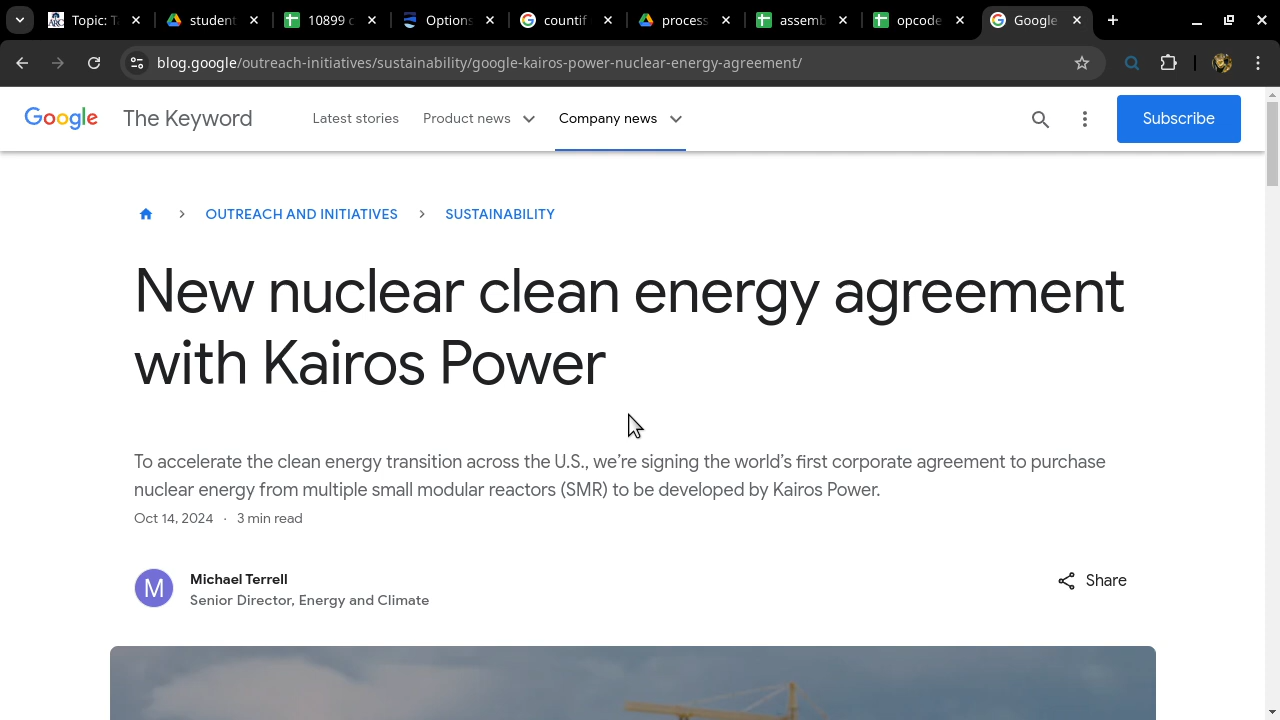 Topic: T
student
10899 c
Options
countif
process
assemb
opcode
Google
blog.google/outreach-initiatives/sustainability/google-kairos-power-nuclear-energy-agreement/
Google The Keyword Latest stories Product news Company news Subscribe
OUTREACH AND INITIATIVES SUSTAINABILITY
New nuclear clean energy agreement
with Kairos Power
To accelerate the clean energy transition across the U.S., we’re signing the world’s first corporate agreement to purchase
nuclear energy from multiple small modular reactors (SMR) to be developed by Kairos Power.
Oct 14, 2024 · 3 min read
M
Michael Terrell
Senior Director, Energy and Climate
Share